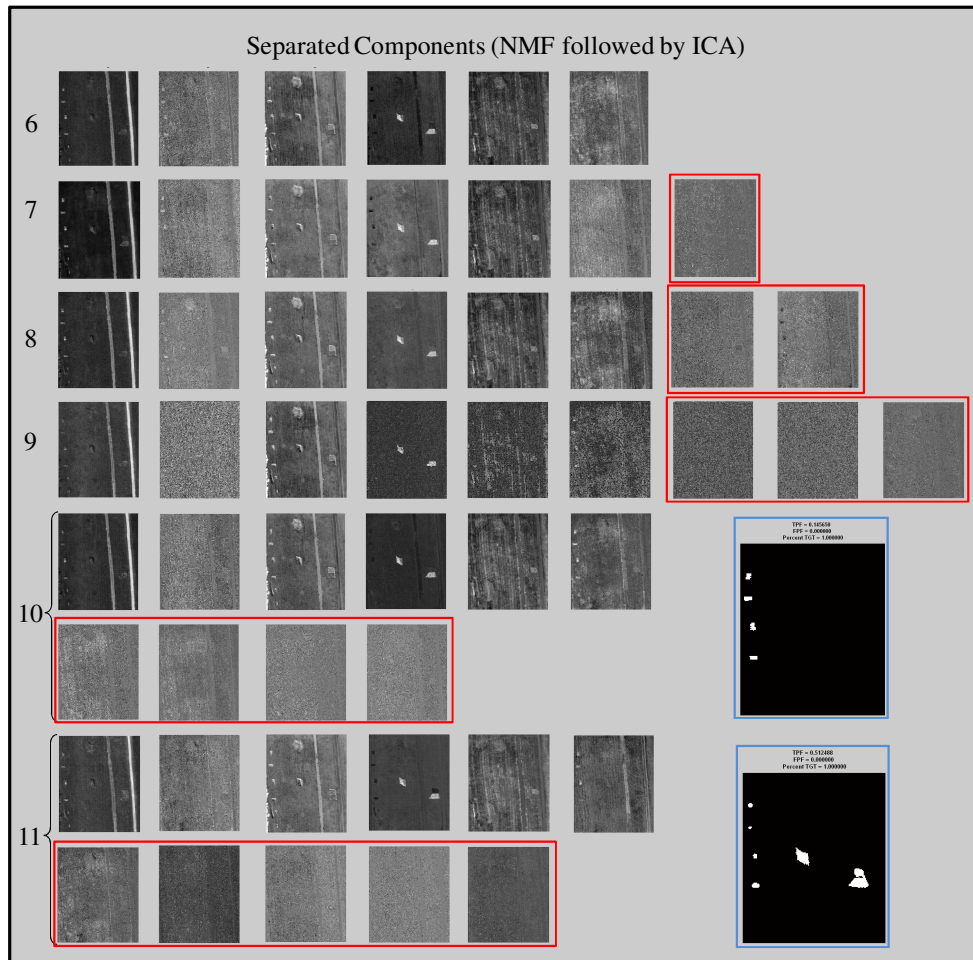 Separated Components (NMF followed by ICA)
6
7
8
9
10
TPF = 0.145650
FPF = 0.000000
Percent TGT = 1.000000
11
TPF = 0.512488
FPF = 0.000000
Percent TGT = 1.000000